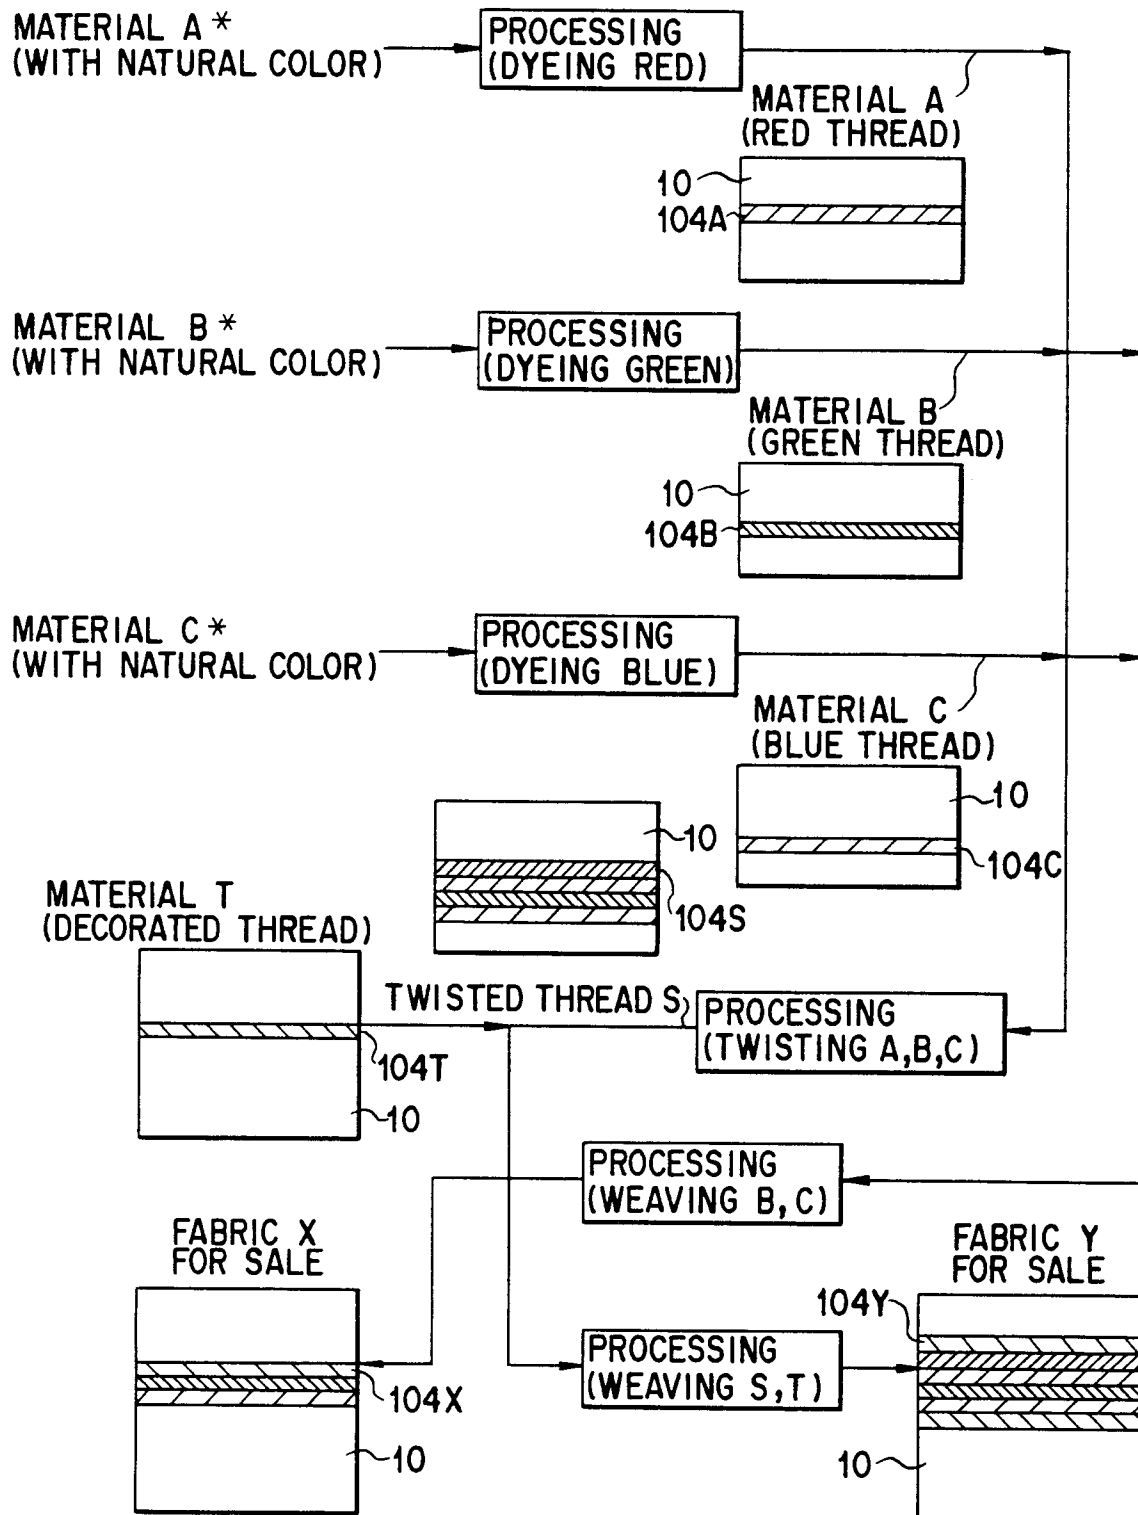 MATERIAL A*
(WITH NATURAL COLOR)
PROCESSING
(DYEING RED)
MATERIAL A
(RED THREAD)
10
104A
MATERIAL B*
(WITH NATURAL COLOR)
PROCESSING
(DYEING GREEN)
MATERIAL B
(GREEN THREAD)
10
104B
MATERIAL C*
(WITH NATURAL COLOR)
PROCESSING
(DYEING BLUE)
MATERIAL C
(BLUE THREAD)
10
104C
10
104S
MATERIAL T
(DECORATED THREAD)
104T
10
TWISTED THREAD S
PROCESSING
(TWISTING A,B,C)
PROCESSING
(WEAVING B,C)
FABRIC X
FOR SALE
104X
10
PROCESSING
(WEAVING S,T)
FABRIC Y
FOR SALE
104Y
10